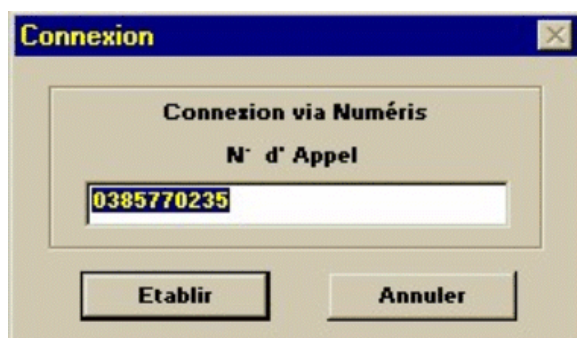 Connexion
Connexion via Numéris
N° d' Appel
0385770235
Etablir
Annuler